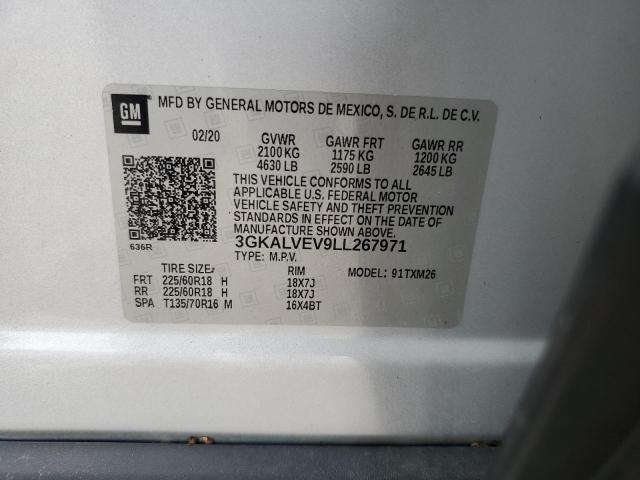 GM MFD BY GENERAL MOTORS DE MEXICO, S. DE R.L. DE C.V.
02/20 GVWR GAWR FRT GAWR RR
2100 KG 1175 KG 1200 KG
4630 LB 2590 LB 2645 LB
THIS VEHICLE CONFORMS TO ALL
APPLICABLE U.S. FEDERAL MOTOR
VEHICLE SAFETY AND THEFT PREVENTION
STANDARDS IN EFFECT ON THE DATE OF
MANUFACTURE SHOWN ABOVE.
3GKALVEV9LL267971
636R
TYPE: M.P.V.
TIRE SIZE RIM MODEL: 91TXM26
FRT 225/60R18 H 18X7J
RR 225/60R18 H 18X7J
SPA T135/70R16 M 16X4BT